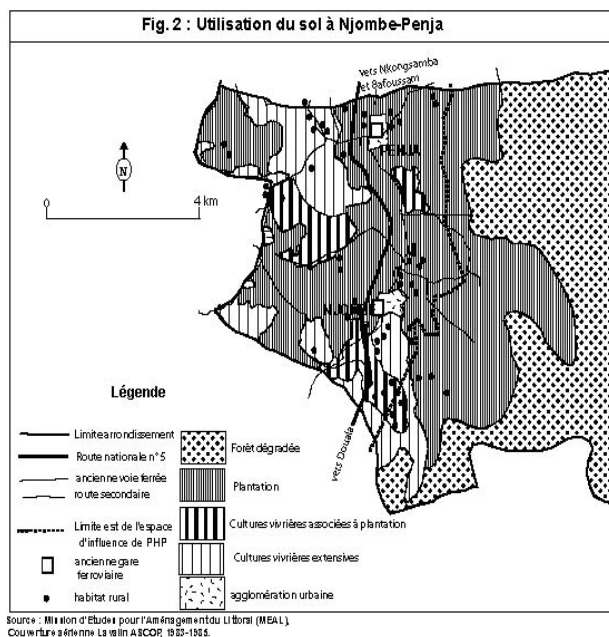 Fig. 2 : Utilisation du sol à Njombe-Penja
vers Nkongsamba
et Bafoussam
N
PENJA
0
4 km
vers Douala
Légende
Limite arrondissement
Route nationale n°5
ancienne voie ferrée
route secondaire
Limite est de l'espace
d'influence de PHP
ancienne gare
ferroviaire
habitat rural
Forêt dégradée
Plantation
Cultures vivrières associées à plantation
Cultures vivrières extensives
agglomération urbaine
Source : Mission d'Etudes pour l'Aménagement du Littoral (MEAL),
Couverture aérienne Lavalin ASCOP, 1983-1985.